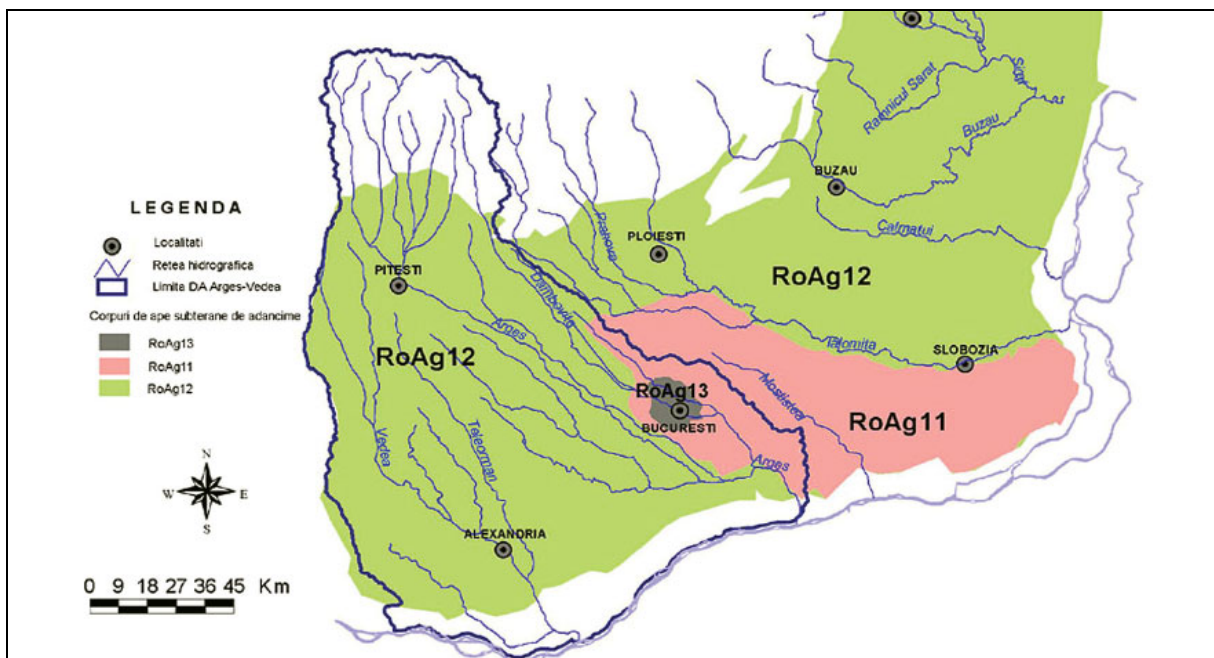 LEGENDA
Localitati
Retea hidrografica
Limita DA Arges-Vedea
Corpuri de ape subterane de adancime
RoAg13
RoAg11
RoAg12
N
W E
S
0 9 18 27 36 45 Km
Ramnicul Sarat
Siret
Buzau
BUZAU
Calmatui
Prahova
PLOIESTI
RoAg12
PITESTI
Dambovita
Arges
RoAg12
Ialomita
SLOBOZIA
Mostistea
RoAg13
BUCURESTI
RoAg11
Arges
Vedea
Teleorman
ALEXANDRIA